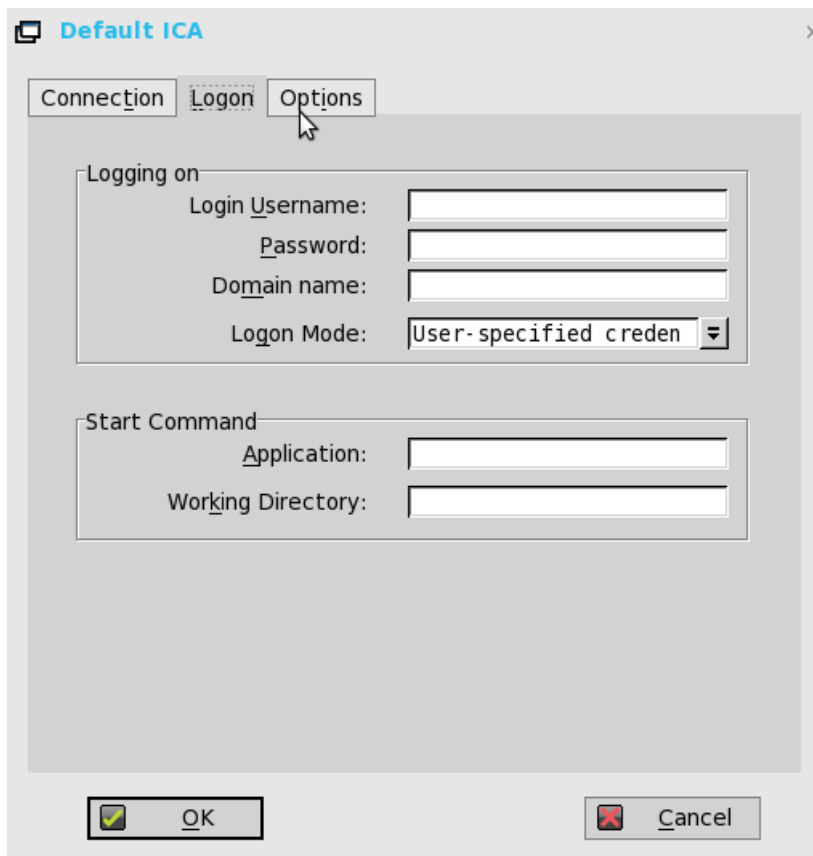 Default ICA
Connection Logon Options
Logging on
Login Username:
Password:
Domain name:
Logon Mode: User-specified creden
Start Command
Application:
Working Directory:
OK Cancel